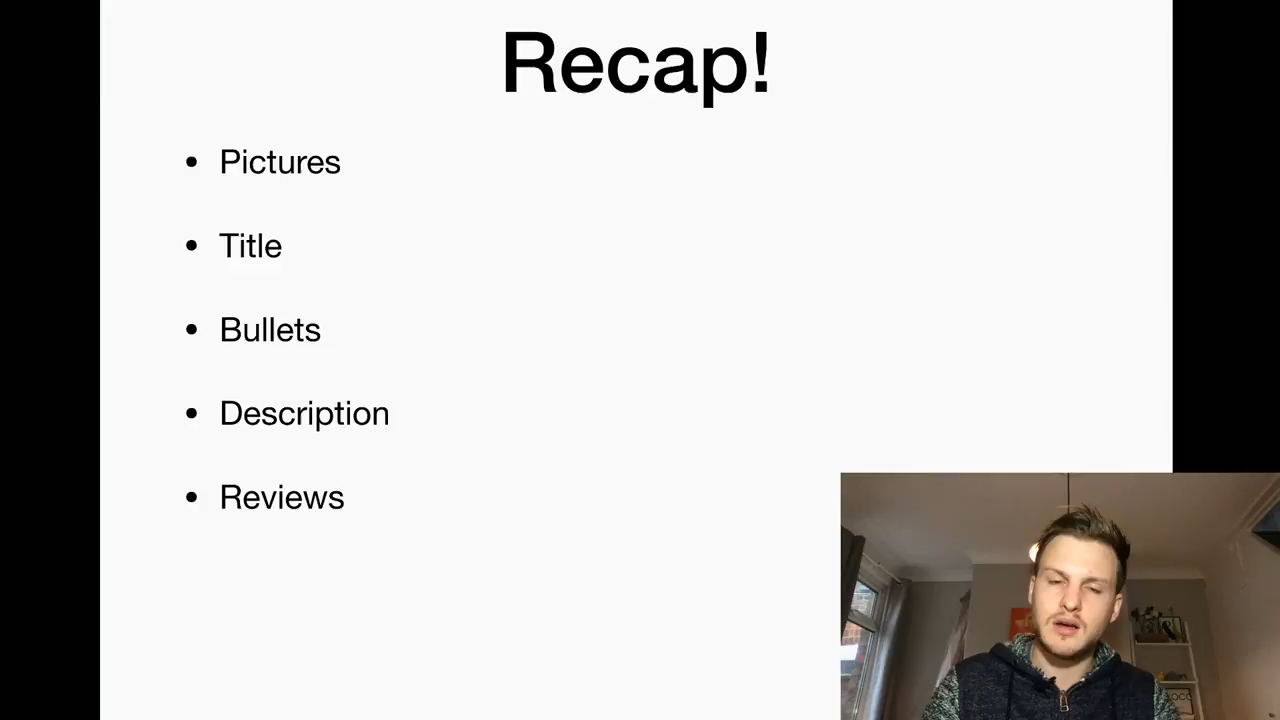 Recap!
• Pictures
• Title
• Bullets
• Description
• Reviews